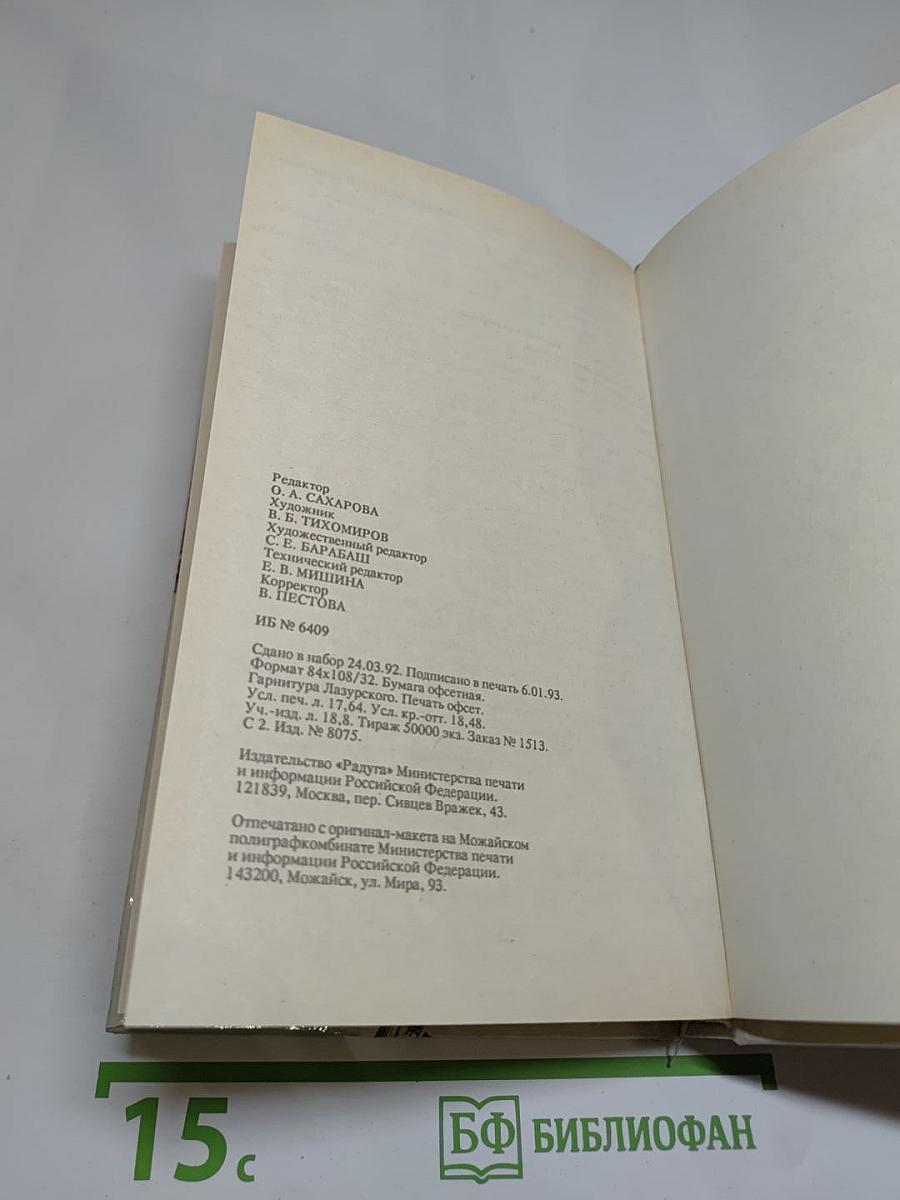 Редактор
О. А. САХАРОВА
Художник
В. Б. ТИХОМИРОВ
Художественный редактор
С. Е. БАРАБАШ
Технический редактор
Е. В. МИШИНА
Корректор
В. ПЕСТОВА
ИБ № 6409
Сдано в набор 24.03.92. Подписано в печать 6.01.93.
Формат 84х108/32. Бумага офсетная.
Гарнитура Лазурского. Печать офсет.
Усл. печ. л. 17,64. Усл. кр.-отт. 18,48.
Уч.-изд. л. 18,8. Тираж 50000 экз. Заказ № 1513.
С 2. Изд. № 8075.
Издательство «Радуга» Министерства печати
и информации Российской Федерации.
121839, Москва, пер. Сивцев Вражек, 43.
Отпечатано с оригинал-макета на Можайском
полиграфкомбинате Министерства печати
и информации Российской Федерации.
143200, Можайск, ул. Мира, 93.
15 с
БФ БИБЛИОФАН